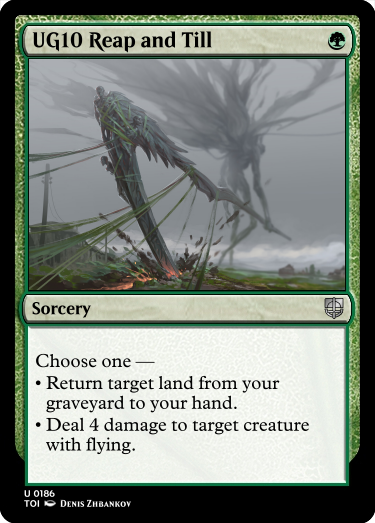 UG10 Reap and Till
Sorcery
Choose one —
• Return target land from your
graveyard to your hand.
• Deal 4 damage to target creature
with flying.
U 0186
TOI Denis Zhbankov